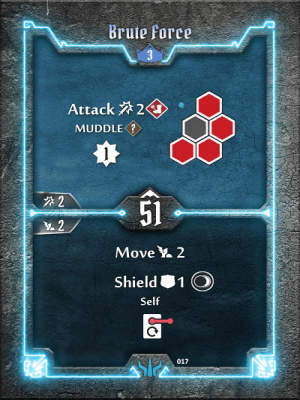 Brute Force
3
Attack 2
MUDDLE ?
1
2
51
2
Move 2
Shield 1
Self
017